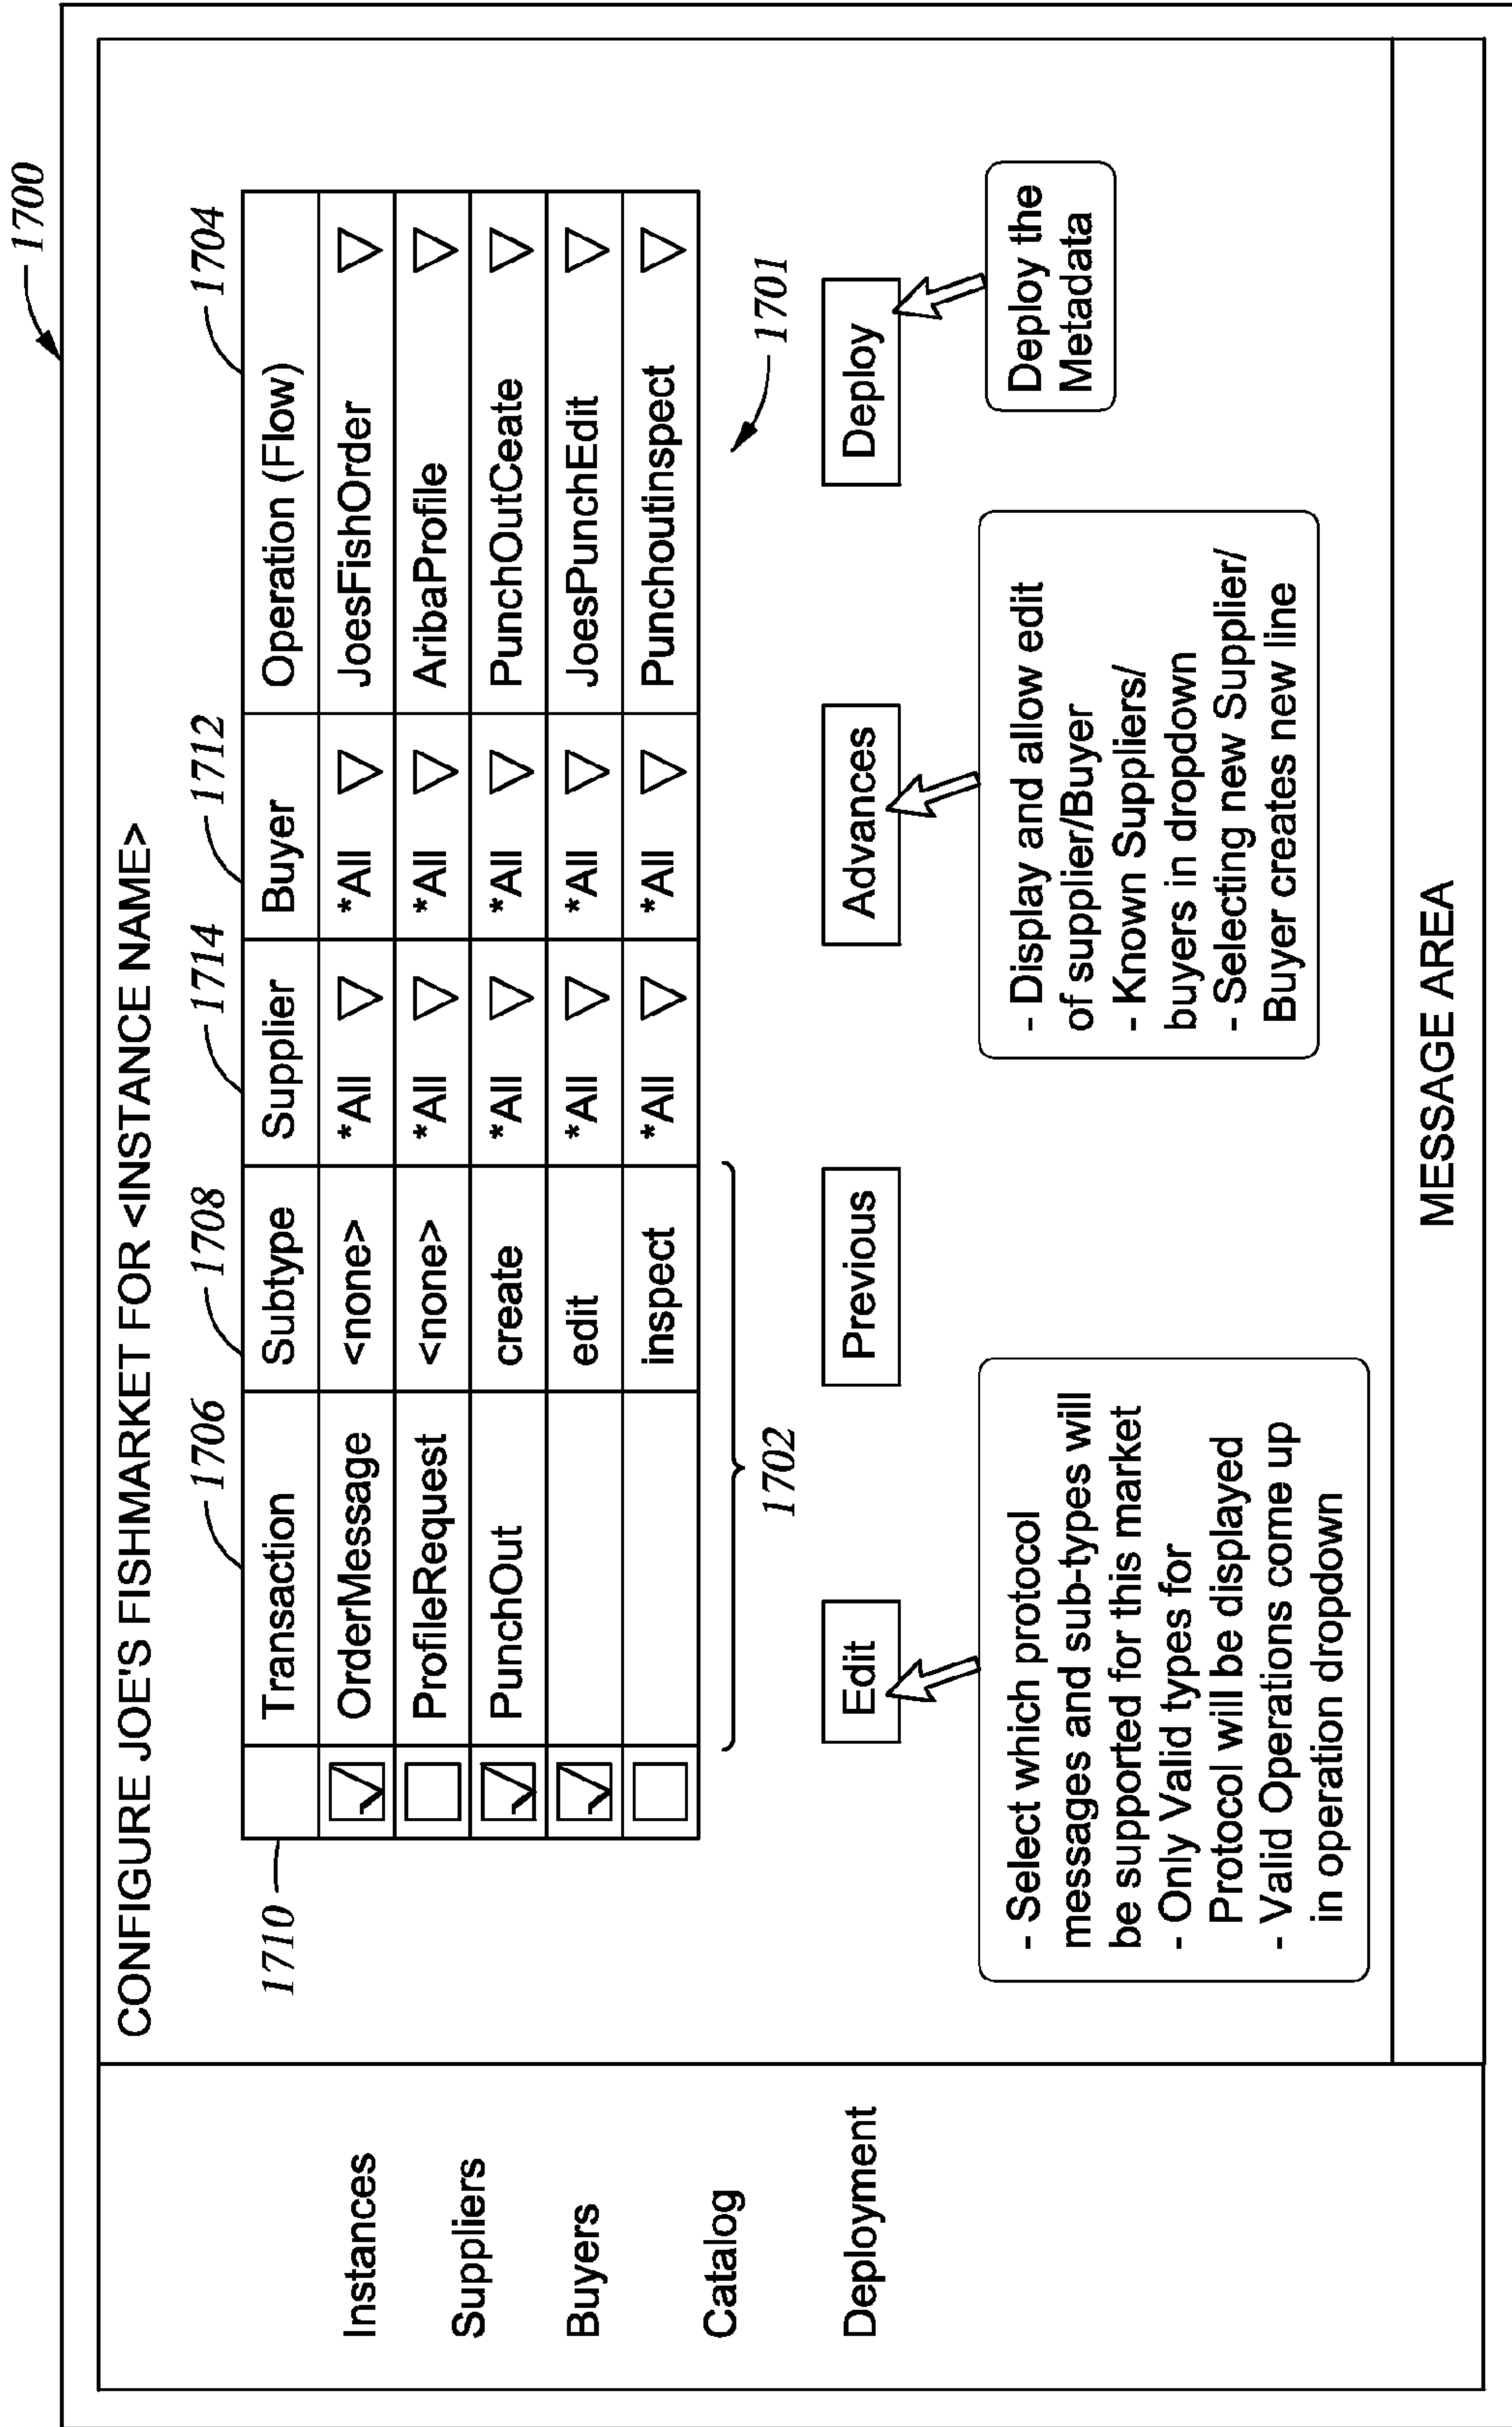 1700
CONFIGURE JOE'S FISHMARKET FOR <INSTANCE NAME>
1706
1708
1714
1712
1704
1710
Transaction Subtype Supplier Buyer Operation (Flow)
OrderMessage <none> *All *All JoesFishOrder
ProfileRequest <none> *All *All AribaProfile
PunchOut create *All *All PunchOutCeate
edit *All *All JoesPunchEdit
inspect *All *All Punchoutinspect
1702
1701
Instances
Suppliers
Buyers
Catalog
Deployment
Edit
Previous
Advances
Deploy
- Select which protocol
messages and sub-types will
be supported for this market
- Only Valid types for
Protocol will be displayed
- Valid Operations come up
in operation dropdown
- Display and allow edit
of supplier/Buyer
- Known Suppliers/
buyers in dropdown
- Selecting new Supplier/
Buyer creates new line
Deploy the
Metadata
MESSAGE AREA